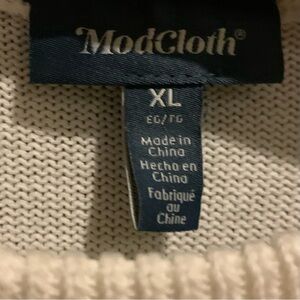 ModCloth®
XL
EG/TG
Made in
China
Hecho en
China
Fabriqué
au
Chine